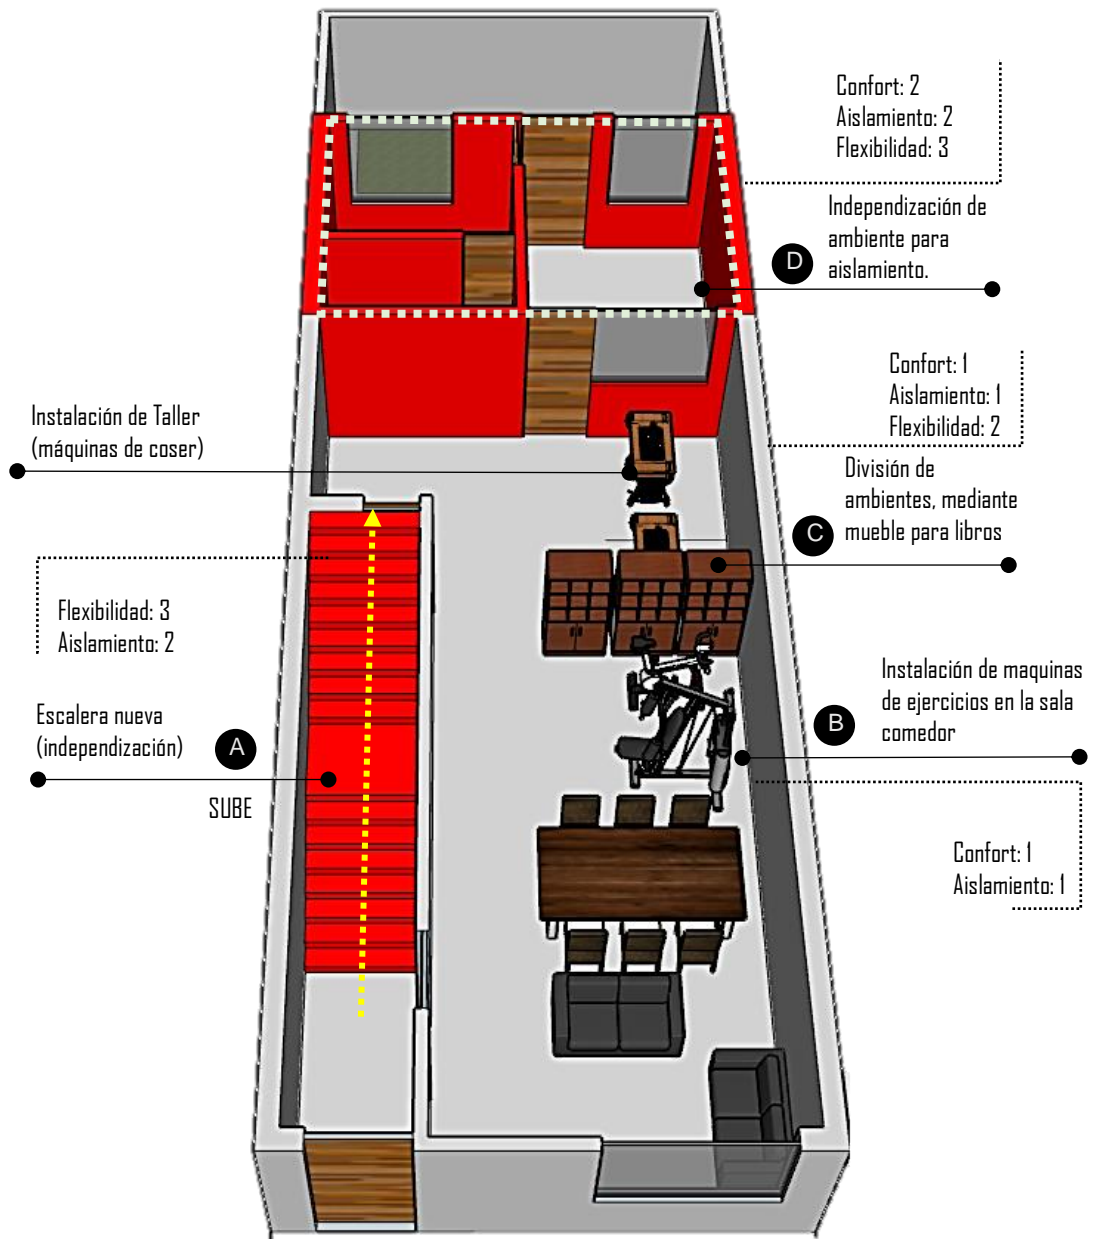 Confort: 2
Aislamiento: 2
Flexibilidad: 3
Independización de
ambiente para
aislamiento.
D
Confort: 1
Aislamiento: 1
Flexibilidad: 2
Instalación de Taller
(máquinas de coser)
División de
ambientes, mediante
mueble para libros
C
Flexibilidad: 3
Aislamiento: 2
Instalación de maquinas
de ejercicios en la sala
comedor
B
Escalera nueva
(independización)
A
SUBE
Confort: 1
Aislamiento: 1